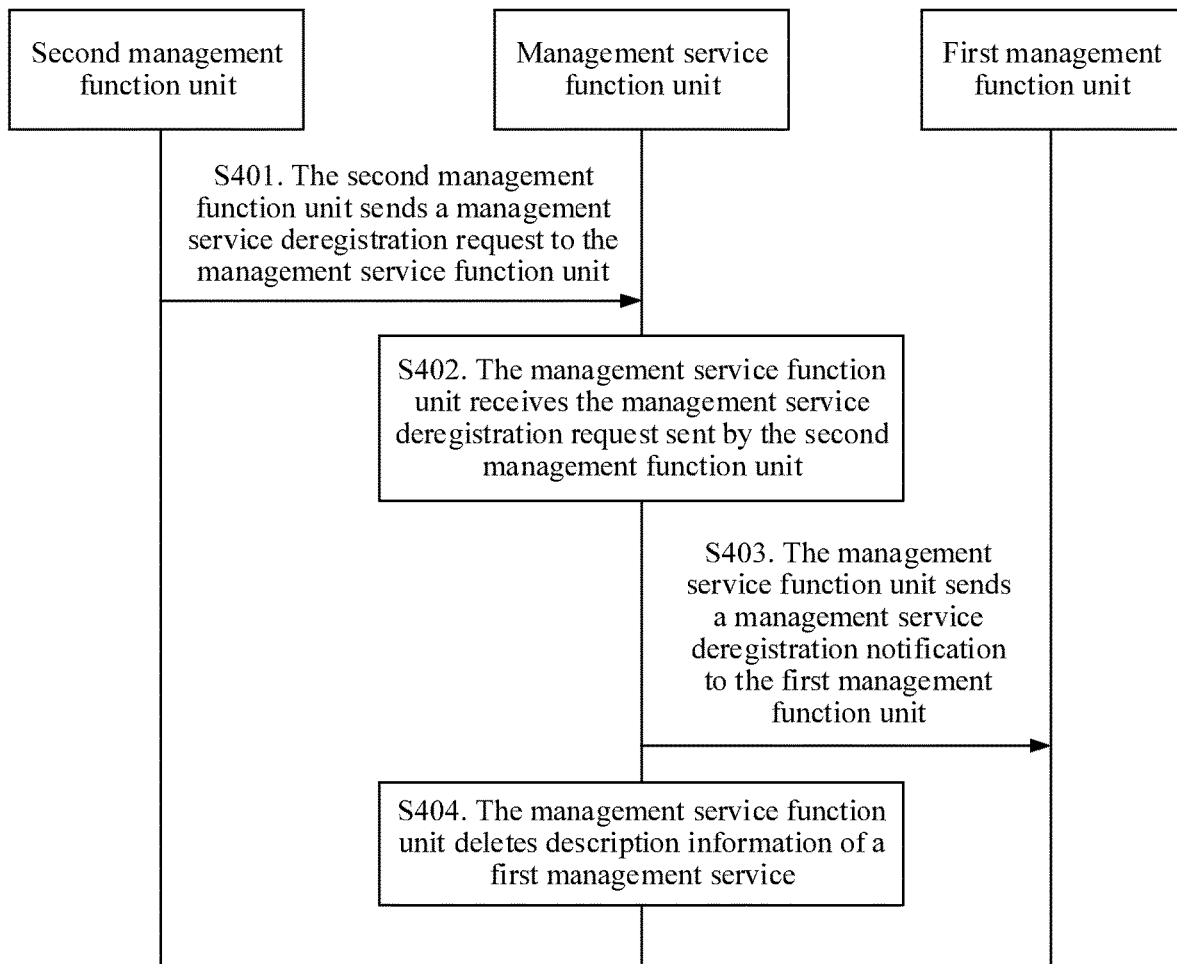 Second management
function unit
Management service
function unit
First management
function unit
S401. The second management
function unit sends a management
service deregistration request to the
management service function unit
S402. The management service function
unit receives the management service
deregistration request sent by the second
management function unit
S403. The management
service function unit sends
a management service
deregistration notification
to the first management
function unit
S404. The management service function
unit deletes description information of a
first management service